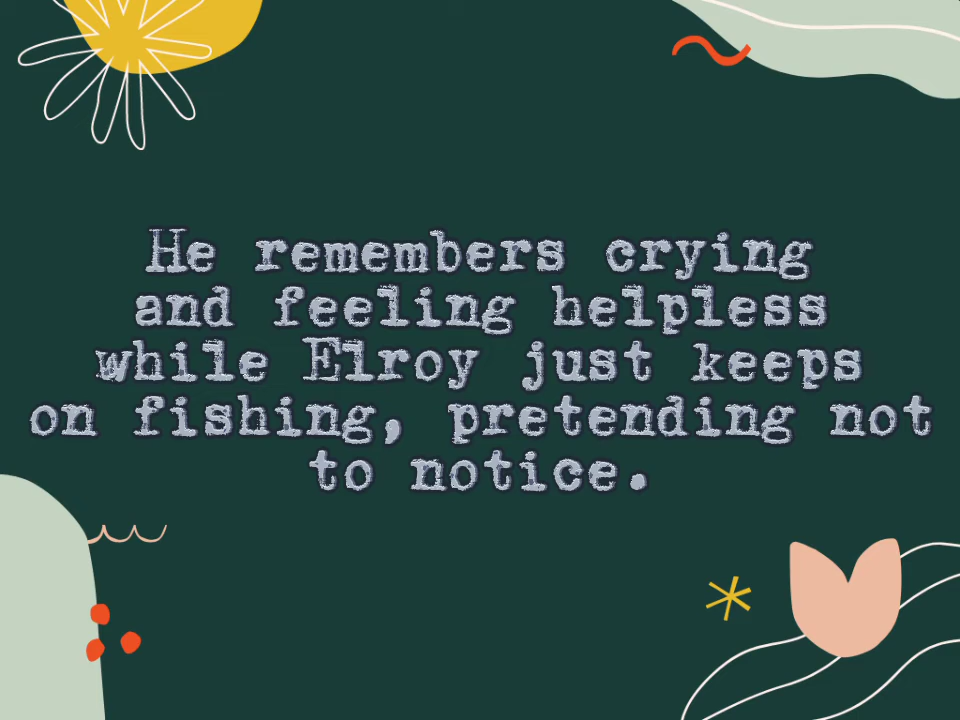 He remembers crying
and feeling helpless
while Elroy just keeps
on fishing, pretending not
to notice.